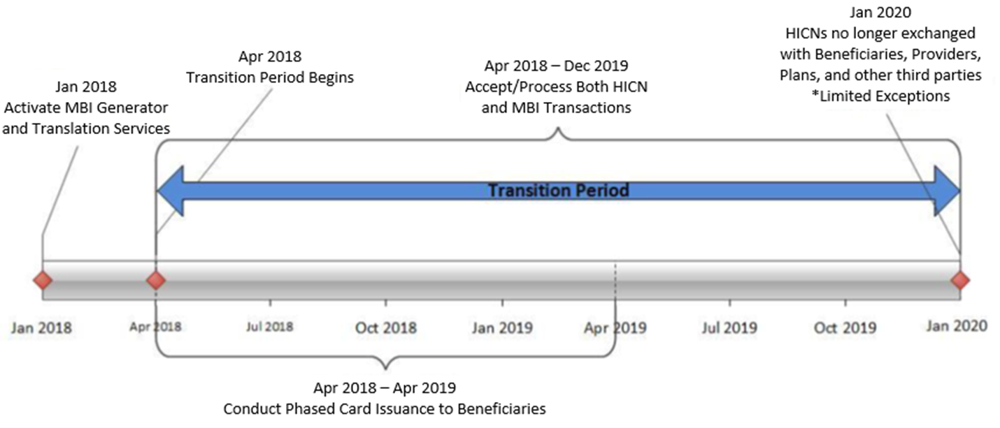 Jan 2018
Activate MBI Generator
and Translation Services
Apr 2018
Transition Period Begins
Apr 2018 – Dec 2019
Accept/Process Both HICN
and MBI Transactions
Jan 2020
HICNs no longer exchanged
with Beneficiaries, Providers,
Plans, and other third parties
*Limited Exceptions
Transition Period
Jan 2018
Apr 2018
Jul 2018
Oct 2018
Jan 2019
Apr 2019
Jul 2019
Oct 2019
Jan 2020
Apr 2018 – Apr 2019
Conduct Phased Card Issuance to Beneficiaries